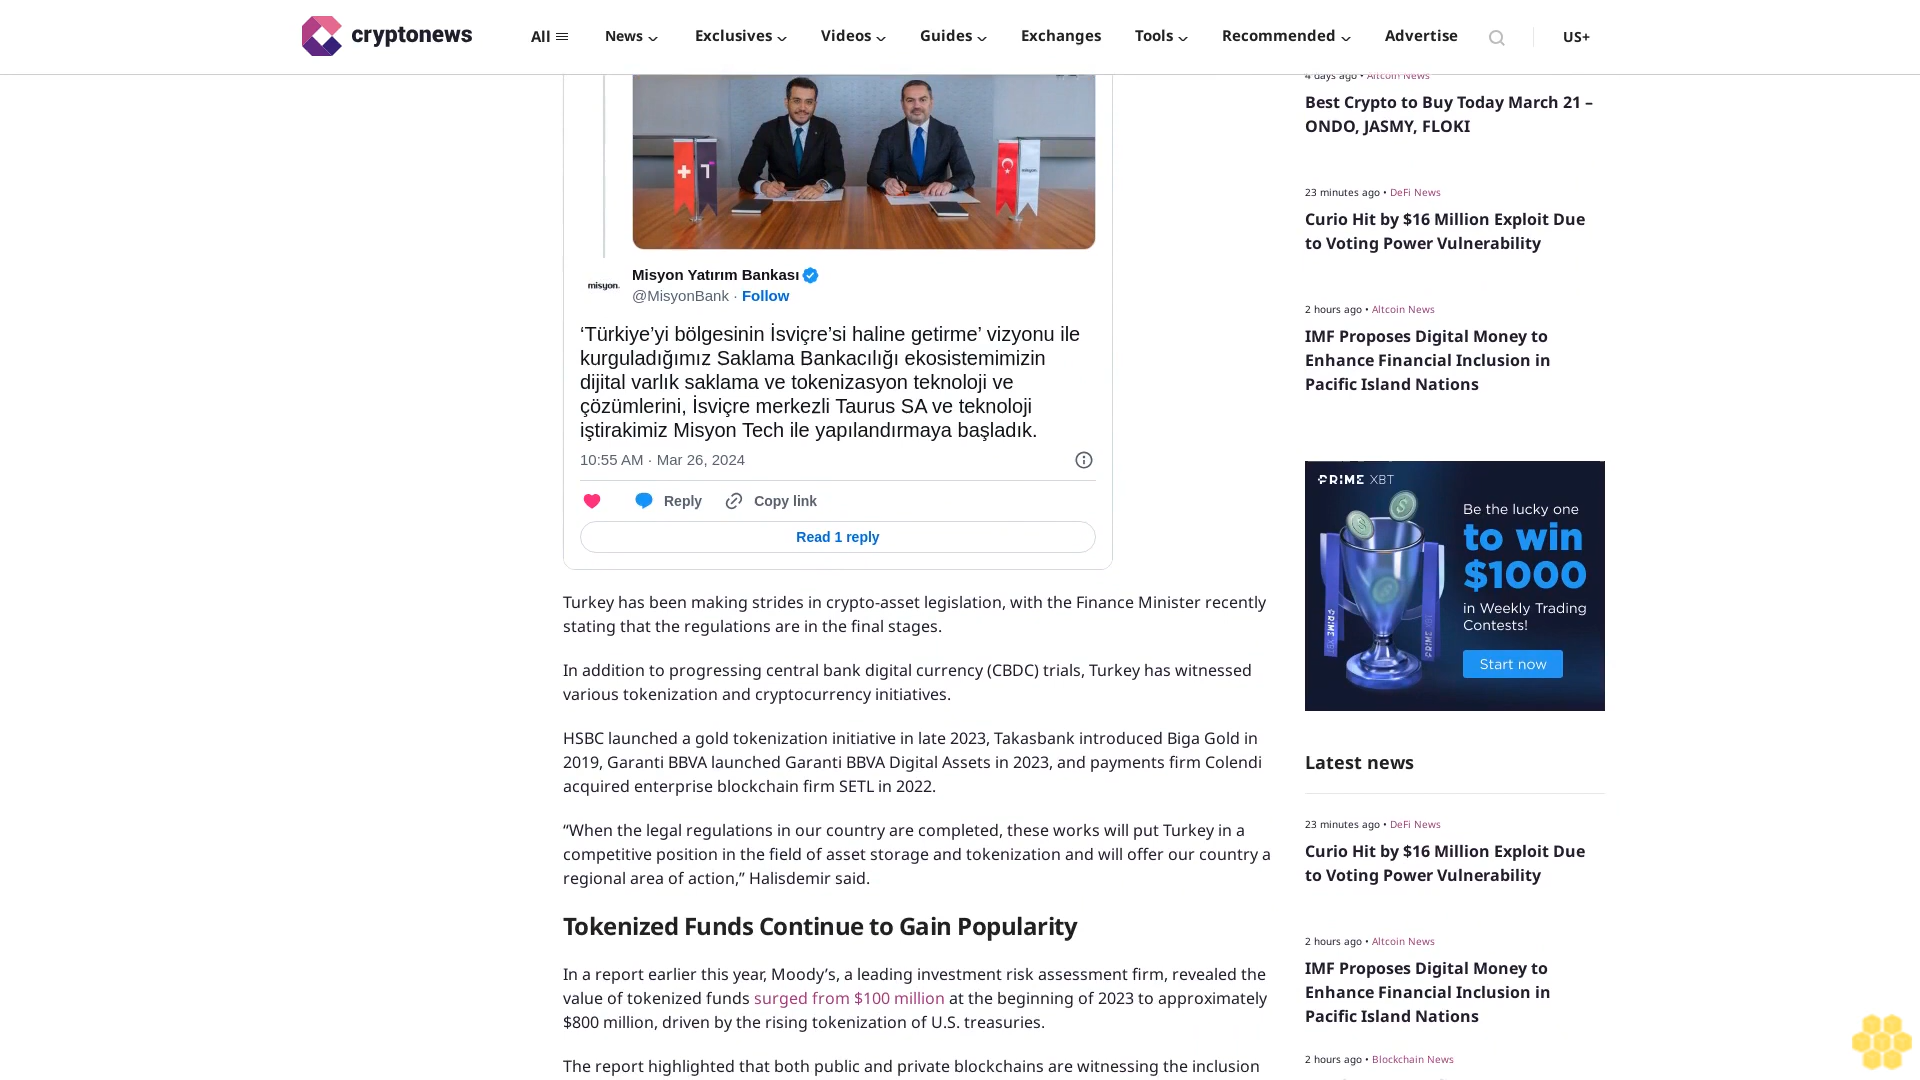 cryptonews
All
News
Exclusives
Videos
Guides
Exchanges
Tools
Recommended
Advertise
US+
Misyon Yatırım Bankası
@MisyonBank · Follow
misyon.
‘Türkiye’yi bölgesinin İsviçre’si haline getirme’ vizyonu ile
kurguladığımız Saklama Bankacılığı ekosistemimizin
dijital varlık saklama ve tokenizasyon teknoloji ve
çözümlerini, İsviçre merkezli Taurus SA ve teknoloji
iştirakimiz Misyon Tech ile yapılandırmaya başladık.
10:55 AM · Mar 26, 2024
Reply
Copy link
Read 1 reply
Turkey has been making strides in crypto-asset legislation, with the Finance Minister recently
stating that the regulations are in the final stages.
In addition to progressing central bank digital currency (CBDC) trials, Turkey has witnessed
various tokenization and cryptocurrency initiatives.
HSBC launched a gold tokenization initiative in late 2023, Takasbank introduced Biga Gold in
2019, Garanti BBVA launched Garanti BBVA Digital Assets in 2023, and payments firm Colendi
acquired enterprise blockchain firm SETL in 2022.
“When the legal regulations in our country are completed, these works will put Turkey in a
competitive position in the field of asset storage and tokenization and will offer our country a
regional area of action,” Halisdemir said.
Tokenized Funds Continue to Gain Popularity
In a report earlier this year, Moody’s, a leading investment risk assessment firm, revealed the
value of tokenized funds surged from $100 million at the beginning of 2023 to approximately
$800 million, driven by the rising tokenization of U.S. treasuries.
The report highlighted that both public and private blockchains are witnessing the inclusion
4 days ago • Altcoin News
Best Crypto to Buy Today March 21 –
ONDO, JASMY, FLOKI
23 minutes ago • DeFi News
Curio Hit by $16 Million Exploit Due
to Voting Power Vulnerability
2 hours ago • Altcoin News
IMF Proposes Digital Money to
Enhance Financial Inclusion in
Pacific Island Nations
PRIME XBT
Be the lucky one
to win
$1000
in Weekly Trading
Contests!
Start now
Latest news
23 minutes ago • DeFi News
Curio Hit by $16 Million Exploit Due
to Voting Power Vulnerability
2 hours ago • Altcoin News
IMF Proposes Digital Money to
Enhance Financial Inclusion in
Pacific Island Nations
2 hours ago • Blockchain News